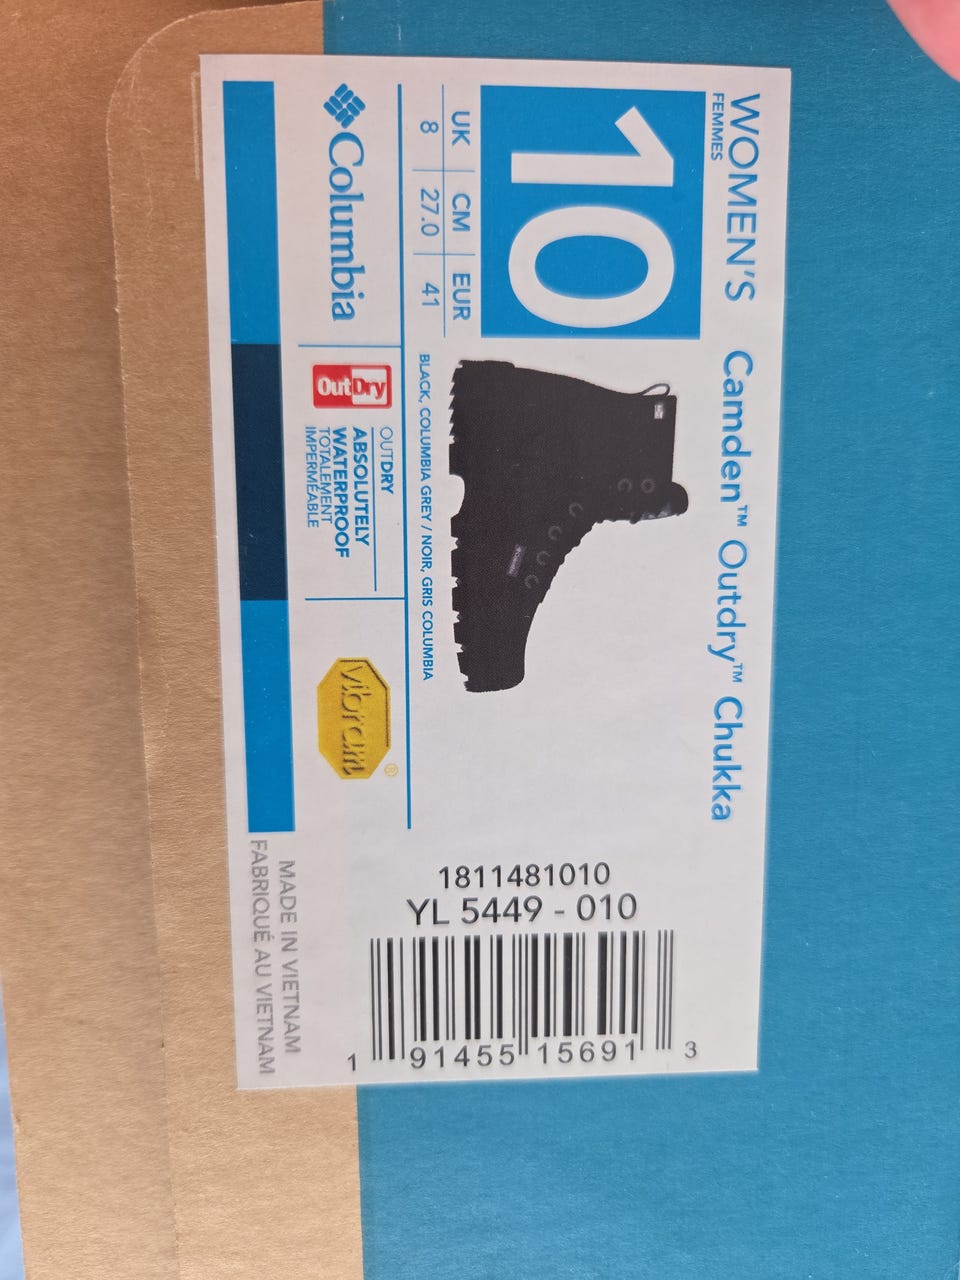 WOMEN'S
FEMMES
Camden™ Outdry™ Chukka
10
UK CM EUR
8 27.0 41
BLACK, COLUMBIA GREY / NOIR, GRIS COLUMBIA
Columbia
OutDry
OUTDRY
ABSOLUTELY
WATERPROOF
TOTALEMENT
IMPERMÉABLE
vibram®
MADE IN VIETNAM
FABRIQUÉ AU VIETNAM
1811481010
YL 5449 - 010
1 91455 15691 3